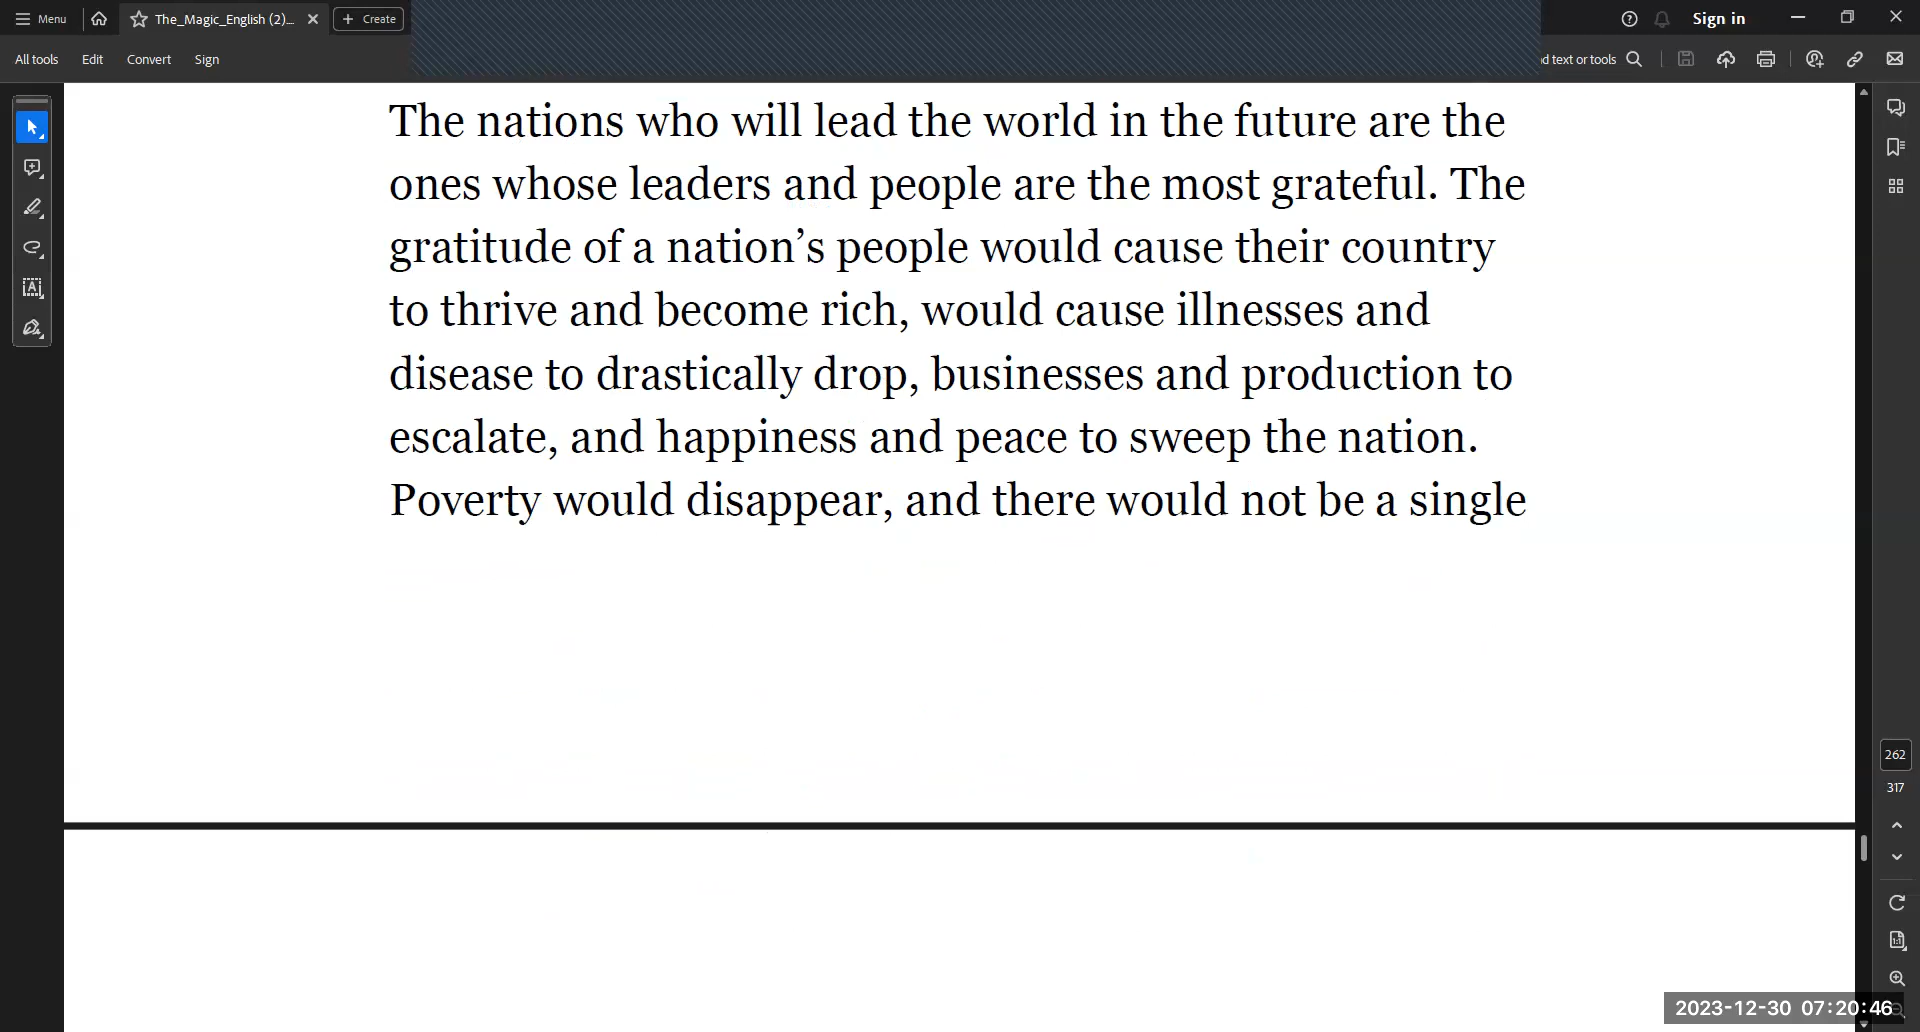 Menu
The_Magic_English (2)...
Create
Sign in
All tools
Edit
Convert
Sign
d text or tools
The nations who will lead the world in the future are the
ones whose leaders and people are the most grateful. The
gratitude of a nation’s people would cause their country
to thrive and become rich, would cause illnesses and
disease to drastically drop, businesses and production to
escalate, and happiness and peace to sweep the nation.
Poverty would disappear, and there would not be a single
262
317
2023-12-30 07:20:46